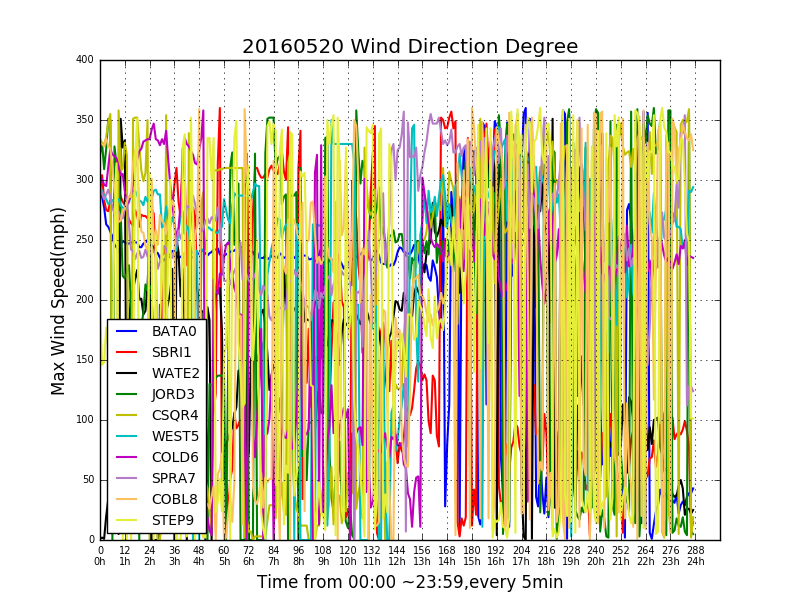 20160520 Wind Direction Degree
Max Wind Speed(mph)
400
350
300
250
200
150
100
50
0
BATA0
SBRI1
WATE2
JORD3
CSQR4
WEST5
COLD6
SPRA7
COBL8
STEP9
0 12 24 36 48 60 72 84 96 108 120 132 144 156 168 180 192 204 216 228 240 252 264 276 288
0h 1h 2h 3h 4h 5h 6h 7h 8h 9h 10h 11h 12h 13h 14h 15h 16h 17h 18h 19h 20h 21h 22h 23h 24h
Time from 00:00 ~23:59,every 5min